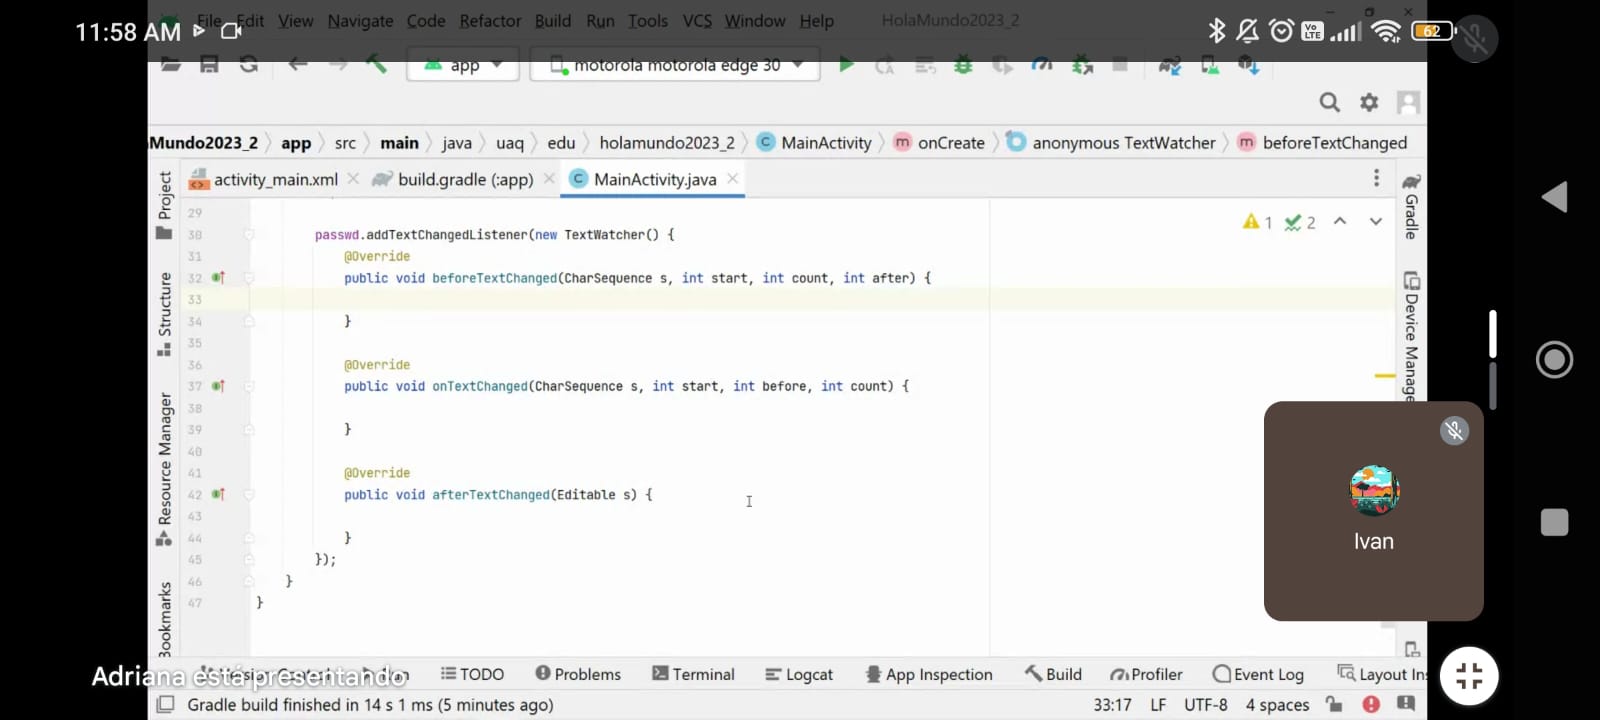 11:58 AM
File Edit View Navigate Code Refactor Build Run Tools VCS Window Help HolaMundo2023_2
Vo LTE
62
app
motorola motorola edge 30
Mundo2023_2 app src main java uaq edu holamundo2023_2 C MainActivity m onCreate anonymous TextWatcher m beforeTextChanged
activity_main.xml build.gradle (:app) C MainActivity.java
Project
Structure
Resource Manager
ookmarks
Gradle
Device Manage
1 2
29
30 passwd.addTextChangedListener(new TextWatcher() {
31 @Override
32 public void beforeTextChanged(CharSequence s, int start, int count, int after) {
33
34 }
35
36 @Override
37 public void onTextChanged(CharSequence s, int start, int before, int count) {
38
39 }
40
41 @Override
42 public void afterTextChanged(Editable s) {
43
44 }
45 });
46 }
47 }
Ivan
Adriana está presentando
TODO Problems Terminal Logcat App Inspection Build Profiler Event Log Layout Ins
Gradle build finished in 14 s 1 ms (5 minutes ago) 33:17 LF UTF-8 4 spaces